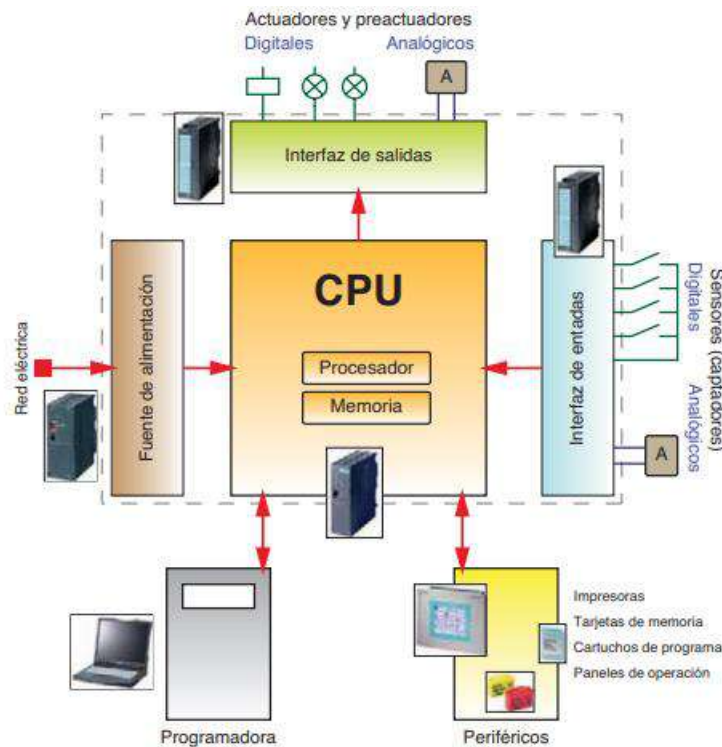 Actuadores y preactuadores
Digitales
Analógicos
A
Interfaz de salidas
CPU
Procesador
Memoria
Red eléctrica
Fuente de alimentación
Interfaz de entadas
Digitales
Analógicos
Sensores (captadores)
A
Programadora
Periféricos
Impresoras
Tarjetas de memoria
Cartuchos de programa
Paneles de operación